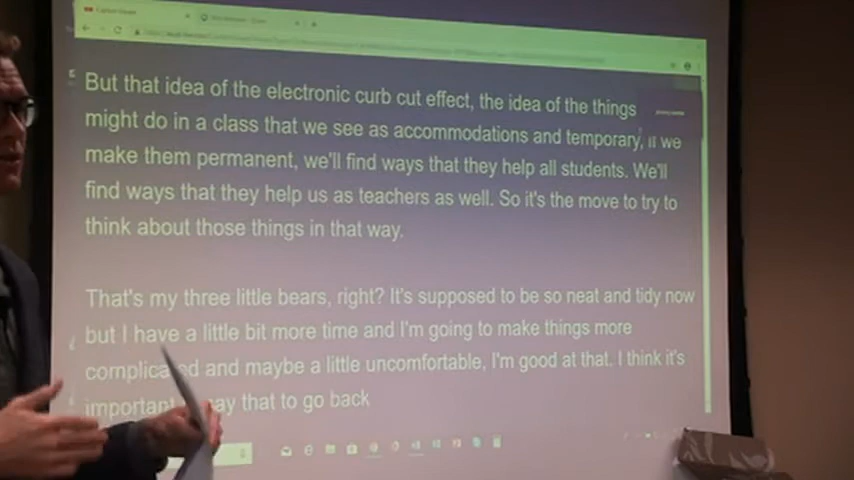 But that idea of the electronic curb cut effect, the idea of the things
might do in a class that we see as accommodations and temporary, if we
make them permanent, we'll find ways that they help all students. We'll
find ways that they help us as teachers as well. So it's the move to try to
think about those things in that way.
That's my three little bears, right? It's supposed to be so neat and tidy now
but I have a little bit more time and I'm going to make things more
complicated and maybe a little uncomfortable, I'm good at that. I think it's
important say that to go back